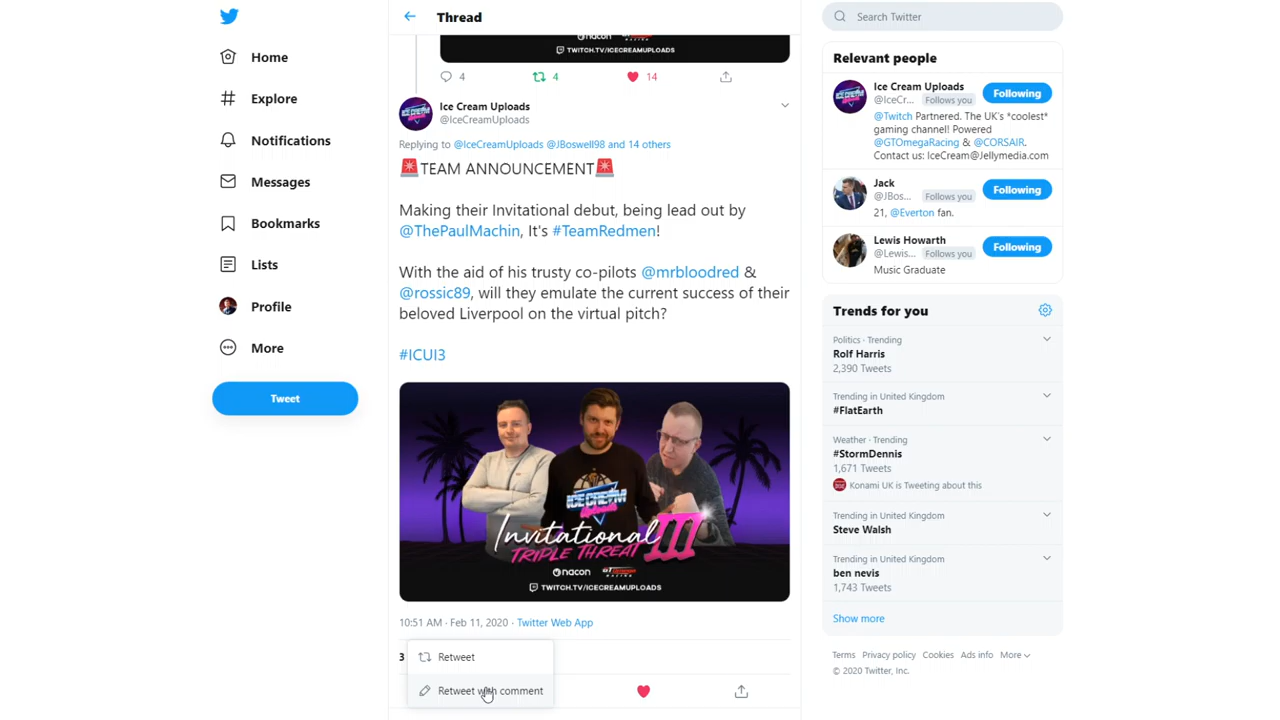 Home
Explore
Notifications
Messages
Bookmarks
Lists
Profile
More
Tweet
Thread
nacon
TWITCH.TV/ICECREAMUPLOADS
4
4
14
Ice Cream Uploads
@IceCreamUploads
Replying to @IceCreamUploads @JBoswell98 and 14 others
🚨TEAM ANNOUNCEMENT🚨
Making their Invitational debut, being lead out by
@ThePaulMachin, It's #TeamRedmen!
With the aid of his trusty co-pilots @mrbloodred &
@rossic89, will they emulate the current success of their
beloved Liverpool on the virtual pitch?
#ICUI3
ICE CREAM
Uploads
Invitational III
TRIPLE THREAT
nacon
RACING
TWITCH.TV/ICECREAMUPLOADS
10:51 AM · Feb 11, 2020 · Twitter Web App
3
Retweet
Retweet with comment
Search Twitter
Relevant people
Ice Cream Uploads
@IceCr... Follows you
Following
@Twitch Partnered. The UK's *coolest*
gaming channel! Powered
@GTOmegaRacing & @CORSAIR.
Contact us: IceCream@Jellymedia.com
Jack
@JBos... Follows you
Following
21, @Everton fan.
Lewis Howarth
@Lewis... Follows you
Following
Music Graduate
Trends for you
Politics · Trending
Rolf Harris
2,390 Tweets
Trending in United Kingdom
#FlatEarth
Weather · Trending
#StormDennis
1,671 Tweets
Konami UK is Tweeting about this
Trending in United Kingdom
Steve Walsh
Trending in United Kingdom
ben nevis
1,743 Tweets
Show more
Terms Privacy policy Cookies Ads info More
© 2020 Twitter, Inc.